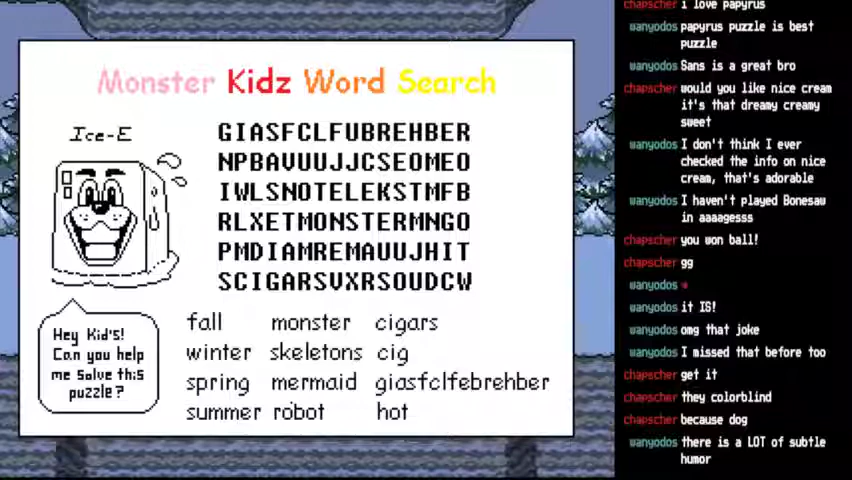 Monster Kidz Word Search
Ice-E
GIASFCLFUBREHBER
NPBAVUUJJCSEOMEO
IWLSNOTELEKSTMFB
RLXETMONSTERMNGO
PMDIAMREMAUUJHIT
SCIGARSVXRSOUDCW
Hey Kid's!
Can you help
me solve this
puzzle?
fall monster cigars
winter skeletons cig
spring mermaid giasfclfebrehber
summer robot hot
chapscher i love papyrus
wanyodos papyrus puzzle is best
puzzle
wanyodos Sans is a great bro
chapscher would you like nice cream
it's that dreamy creamy
sweet
wanyodos I don't think I ever
checked the info on nice
cream, that's adorable
wanyodos I haven't played Bonesaw
in aaaagesss
chapscher you won ball!
chapscher gg
wanyodos
wanyodos it IS!
wanyodos omg that joke
wanyodos I missed that before too
chapscher get it
chapscher they colorblind
chapscher because dog
wanyodos there is a LOT of subtle
humor